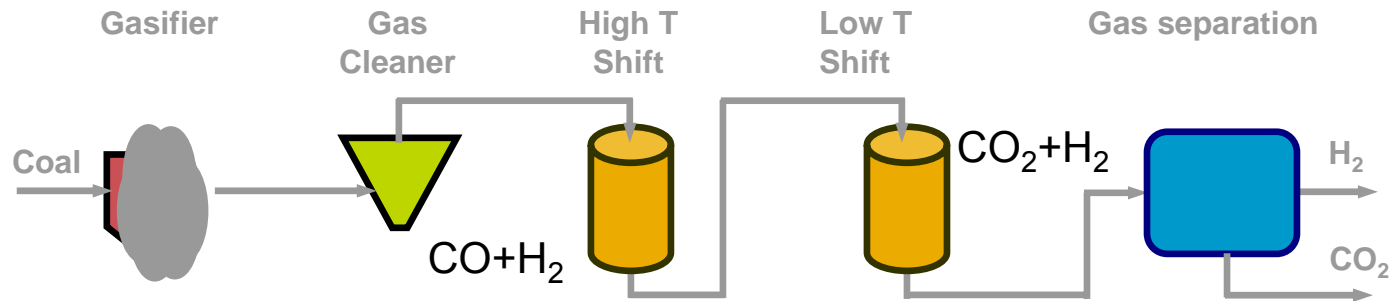 Gasifier
Gas
Cleaner
High T
Shift
Low T
Shift
Gas separation
Coal
CO+H₂
CO₂+H₂
H₂
CO₂